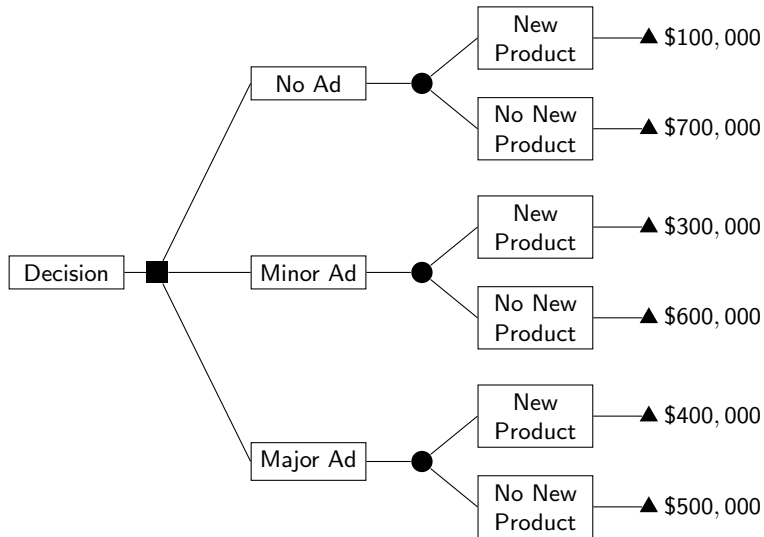 New
Product
$100, 000
No Ad
No New
Product
$700, 000
New
Product
$300, 000
Decision
Minor Ad
No New
Product
$600, 000
New
Product
$400, 000
Major Ad
No New
Product
$500, 000